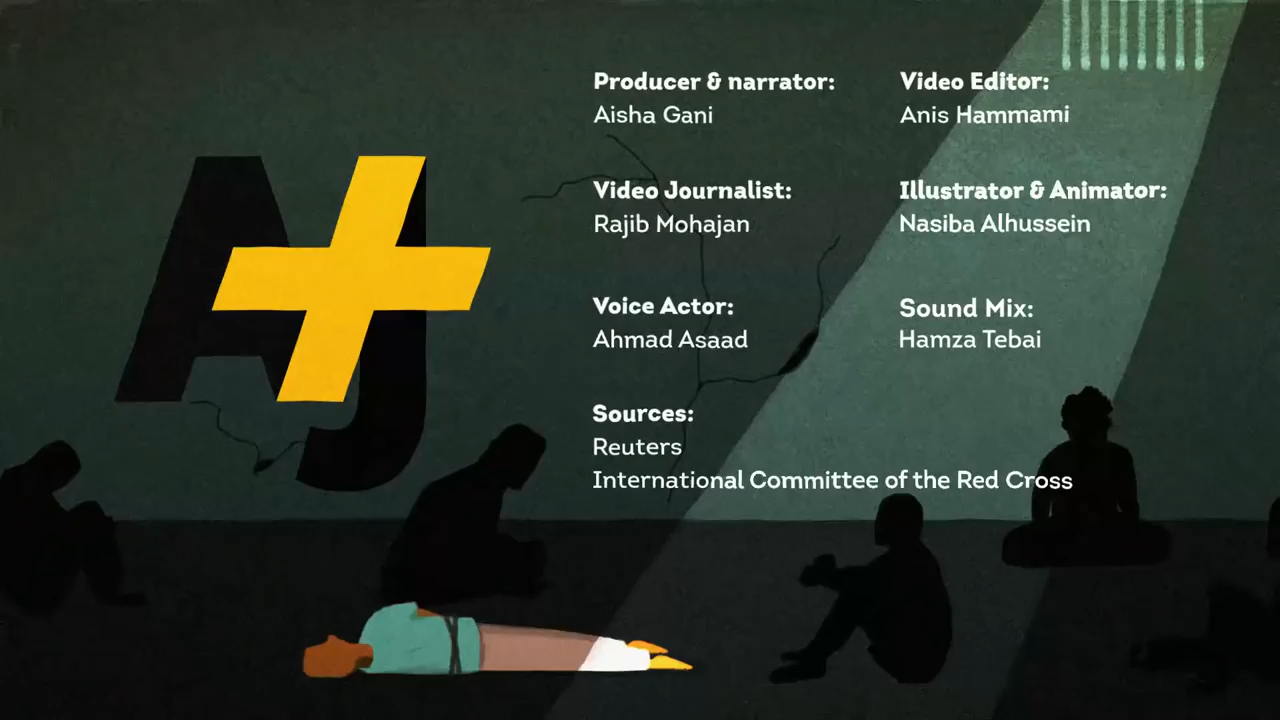 AJ+
Producer & narrator:
Aisha Gani
Video Editor:
Anis Hammami
Video Journalist:
Rajib Mohajan
Illustrator & Animator:
Nasiba Alhussein
Voice Actor:
Ahmad Asaad
Sound Mix:
Hamza Tebai
Sources:
Reuters
International Committee of the Red Cross